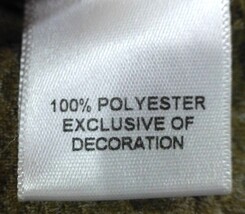 100% POLYESTER
EXCLUSIVE OF
DECORATION